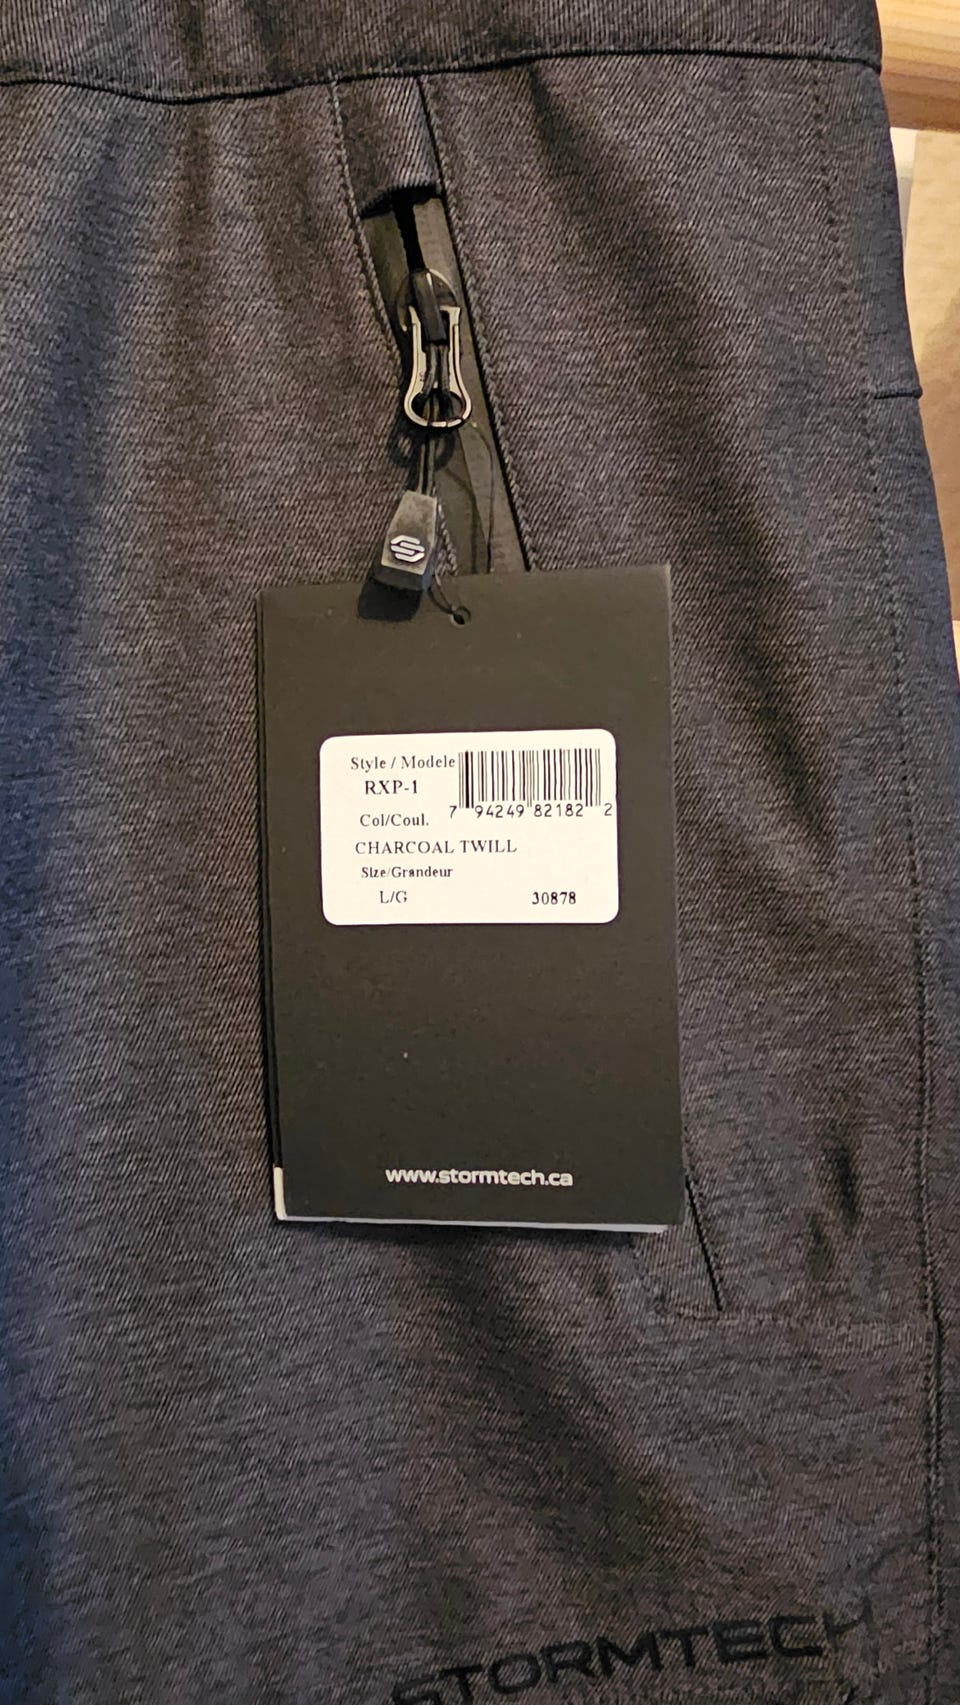 Style / Modele
RXP-1
7 94249 82182 2
Col/Coul.
CHARCOAL TWILL
Size/Grandeur
L/G 30878
www.stormtech.ca
STORMTECH